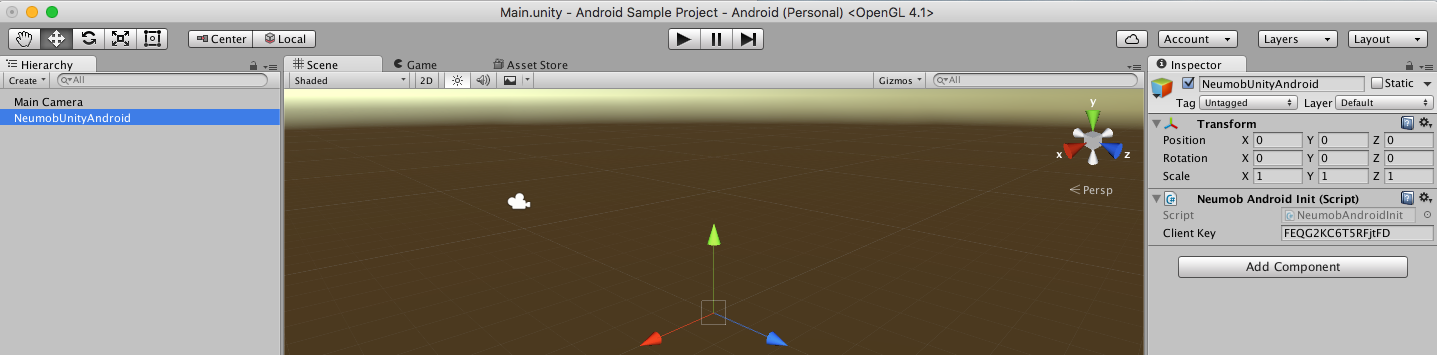 Main.unity - Android Sample Project - Android (Personal) <OpenGL 4.1>
Center Local Account Layers Layout
Hierarchy
Create All
Main Camera
NeumobUnityAndroid
Scene Game Asset Store
Shaded 2D Gizmos All
y
x z
Persp
Inspector
NeumobUnityAndroid Static
Tag Untagged Layer Default
Transform
Position X 0 Y 0 Z 0
Rotation X 0 Y 0 Z 0
Scale X 1 Y 1 Z 1
C# Neumob Android Init (Script)
Script NeumobAndroidInit
Client Key FEQG2KC6T5RFjtFD
Add Component